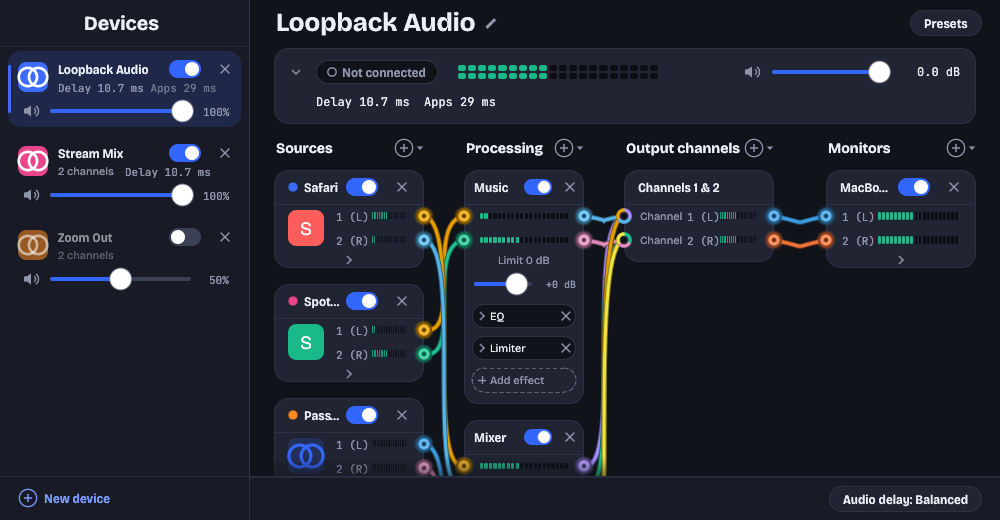 Devices
Loopback Audio
Delay 10.7 ms Apps 29 ms
100%
Stream Mix
2 channels Delay 10.7 ms
100%
Zoom Out
2 channels
50%
New device
Loopback Audio
Presets
Not connected
0.0 dB
Delay 10.7 ms Apps 29 ms
Sources
Processing
Output channels
Monitors
Safari
S
1 (L)
2 (R)
Spot...
S
1 (L)
2 (R)
Pass...
1 (L)
2 (R)
Music
Limit 0 dB
+0 dB
EQ
Limiter
+ Add effect
Mixer
Channels 1 & 2
Channel 1 (L)
Channel 2 (R)
MacBo...
1 (L)
2 (R)
Audio delay: Balanced